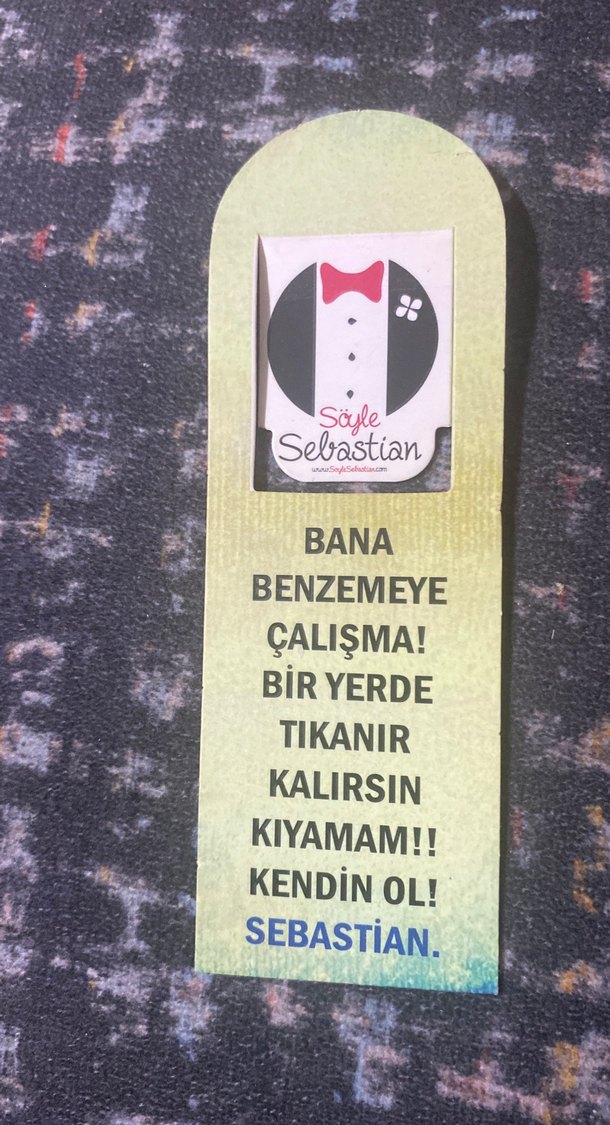 Söyle
Sebastian
www.SoyleSebastian.com
BANA
BENZEMEYE
ÇALIŞMA!
BİR YERDE
TIKANIR
KALIRSIN
KIYAMAM!!
KENDİN OL!
SEBASTİAN.